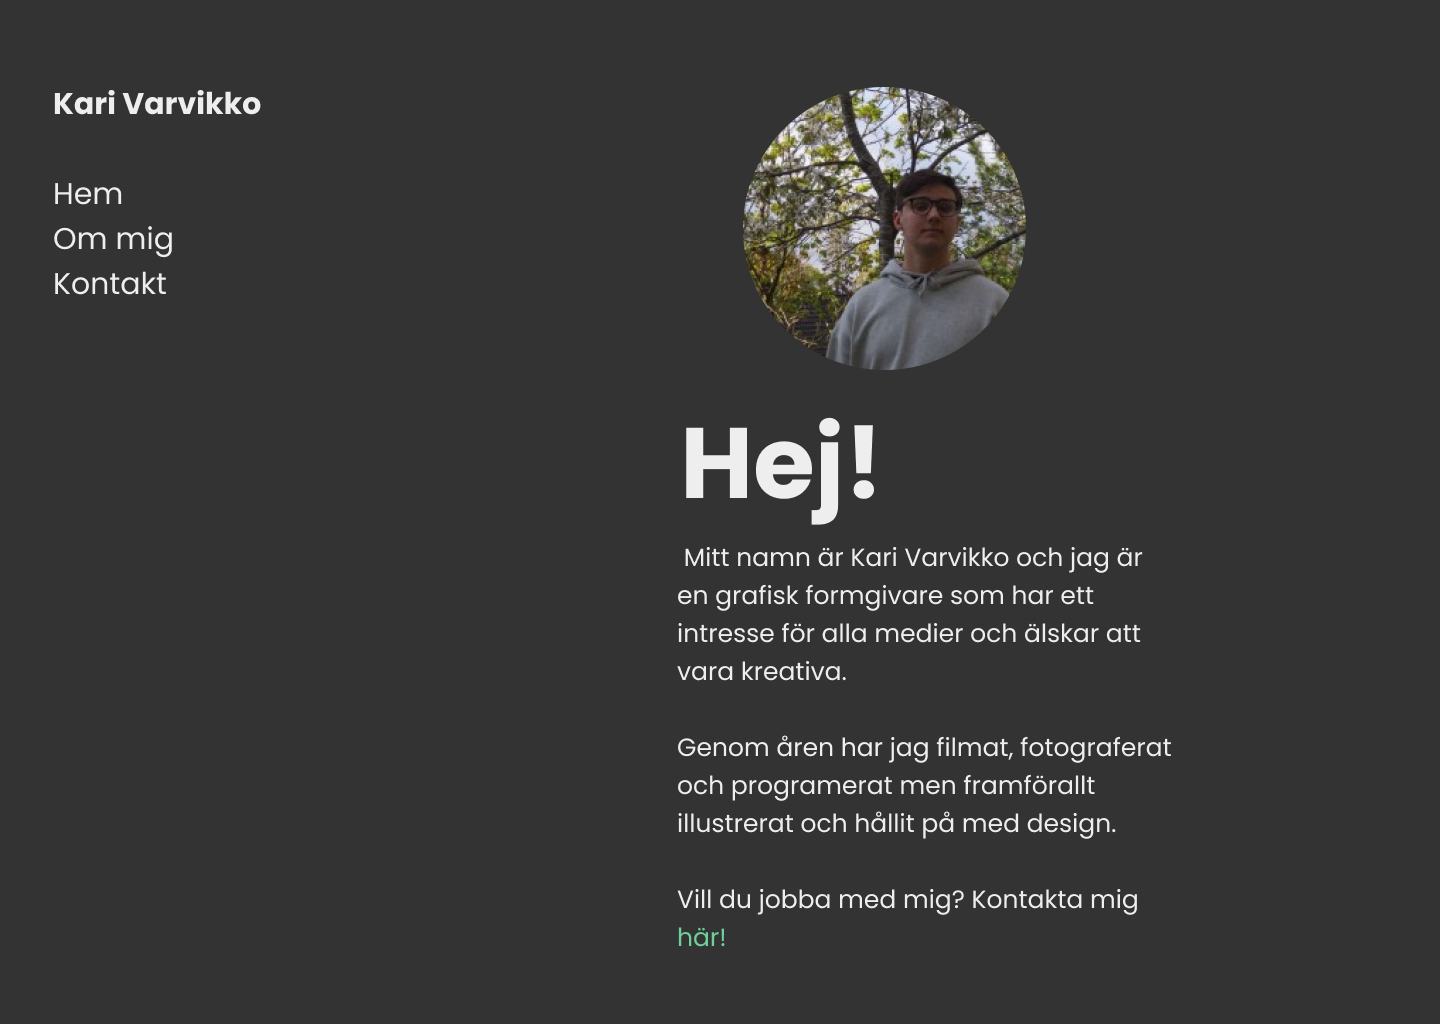 Kari Varvikko
Hem
Om mig
Kontakt
Hej!
Mitt namn är Kari Varvikko och jag är
en grafisk formgivare som har ett
intresse för alla medier och älskar att
vara kreativa.
Genom åren har jag filmat, fotograferat
och programerat men framförallt
illustrerat och hållit på med design.
Vill du jobba med mig? Kontakta mig
här!